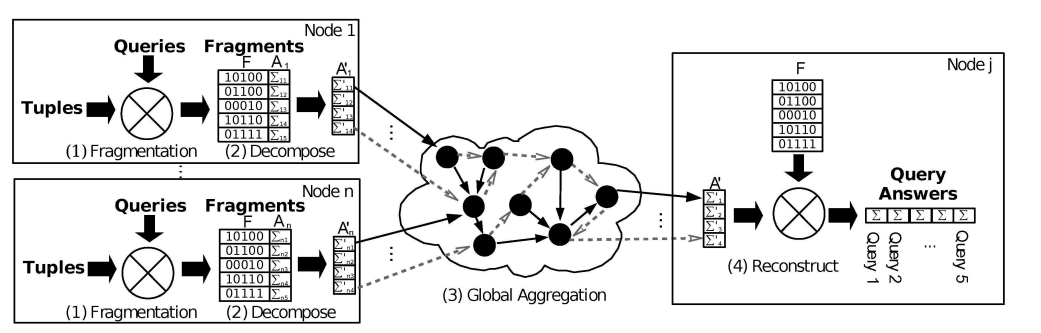 Node 1
Queries
Fragments
F A₁
Tuples
10100 Σ₁₁
01100 Σ₁₂
00010 Σ₁₃
10110 Σ₁₄
01111 Σ₁₅
A'₁
Σ'₁₁
Σ'₁₂
Σ'₁₃
Σ'₁₄
(1) Fragmentation
(2) Decompose
...
...
Node n
Queries
Fragments
F Aₙ
Tuples
10100 Σₙ₁
01100 Σₙ₂
00010 Σₙ₃
10110 Σₙ₄
01111 Σₙ₅
A'ₙ
Σ'ₙ₁
Σ'ₙ₂
Σ'ₙ₃
Σ'ₙ₄
(1) Fragmentation
(2) Decompose
...
(3) Global Aggregation
...
Node j
F
10100
01100
00010
10110
01111
A'
Σ'₁
Σ'₂
Σ'₃
Σ'₄
(4) Reconstruct
Query
Answers
Σ Σ Σ Σ Σ
Query 1
Query 2
...
Query 5